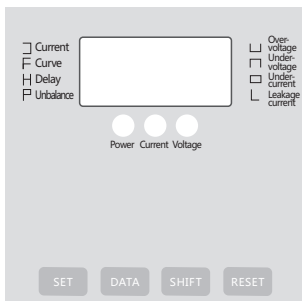 Current
Curve
Delay
Unbalance
Over-
voltage
Under-
voltage
Under-
current
Leakage
current
Power Current Voltage
SET DATA SHIFT RESET